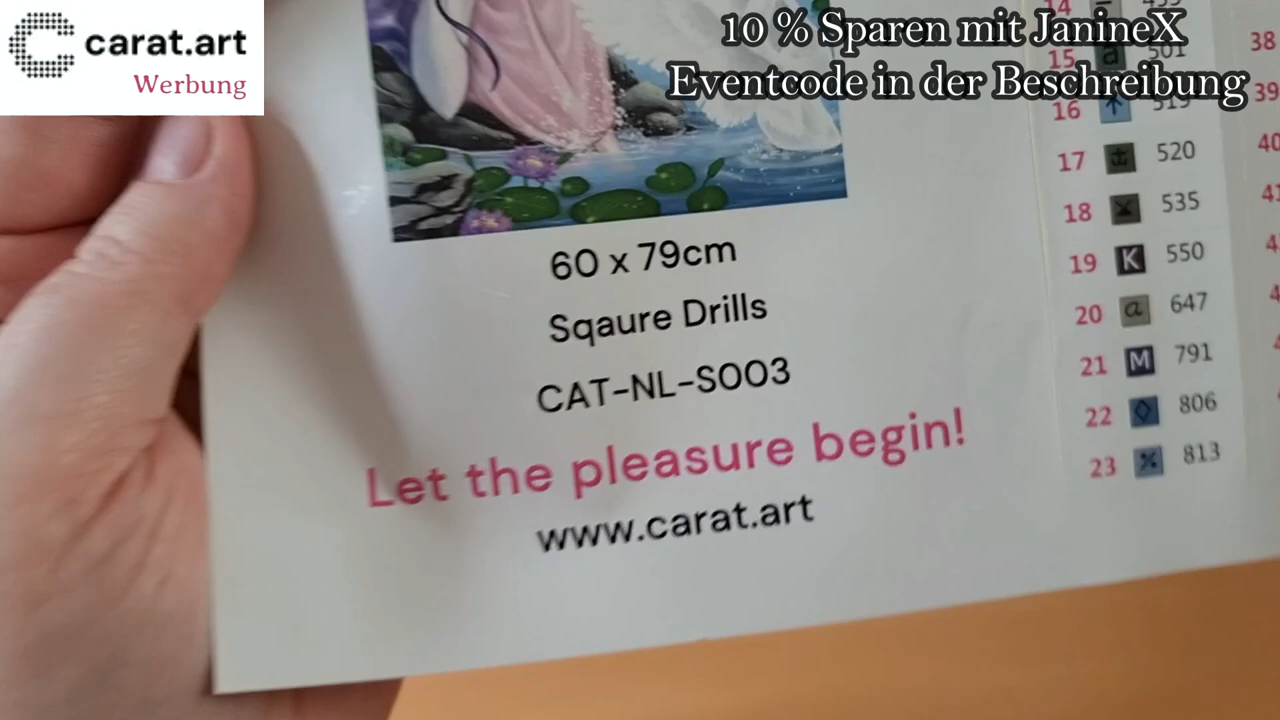 carat.art
Werbung
10 % Sparen mit JanineX
Eventcode in der Beschreibung
60 x 79cm
Sqaure Drills
CAT-NL-S003
Let the pleasure begin!
www.carat.art
14
15 a 501
16 519
17 520
18 535
19 K 550
20 a 647
21 M 791
22 806
23 % 813
38
39
40